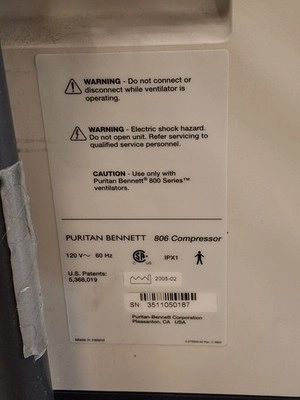 WARNING - Do not connect or
disconnect while ventilator is
operating.
WARNING - Electric shock hazard.
Do not open unit. Refer servicing to
qualified service personnel.
CAUTION - Use only with
Puritan Bennett® 800 Series™
ventilators.
PURITAN BENNETT 806 Compressor
120 V~ 60 Hz IPX1
U.S. Patents:
5,368,019
2005-02
SN 3511050187
Puritan-Bennett Corporation
Pleasanton, CA USA
Made in Ireland